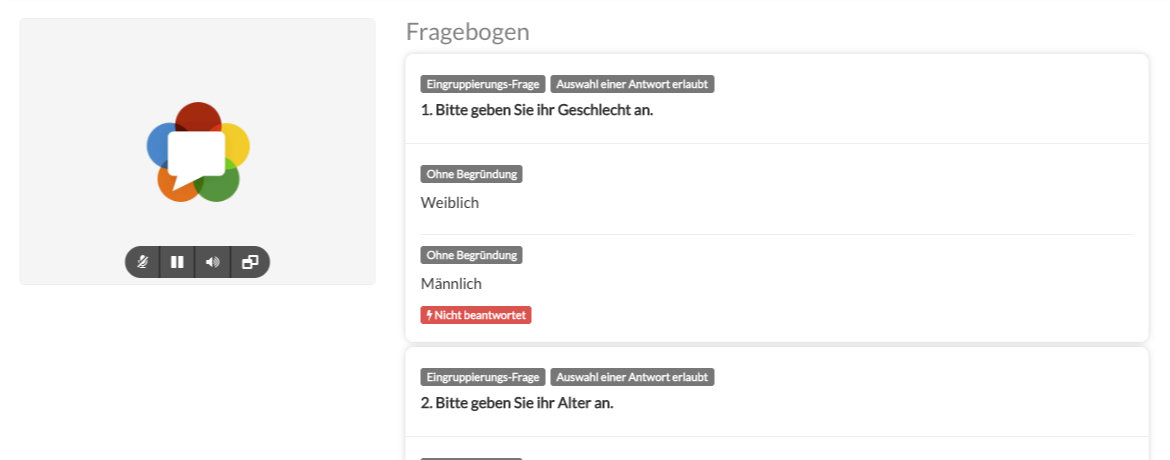 Fragebogen
Eingruppierungs-Frage Auswahl einer Antwort erlaubt
1. Bitte geben Sie ihr Geschlecht an.
Ohne Begründung
Weiblich
Ohne Begründung
Männlich
Nicht beantwortet
Eingruppierungs-Frage Auswahl einer Antwort erlaubt
2. Bitte geben Sie ihr Alter an.